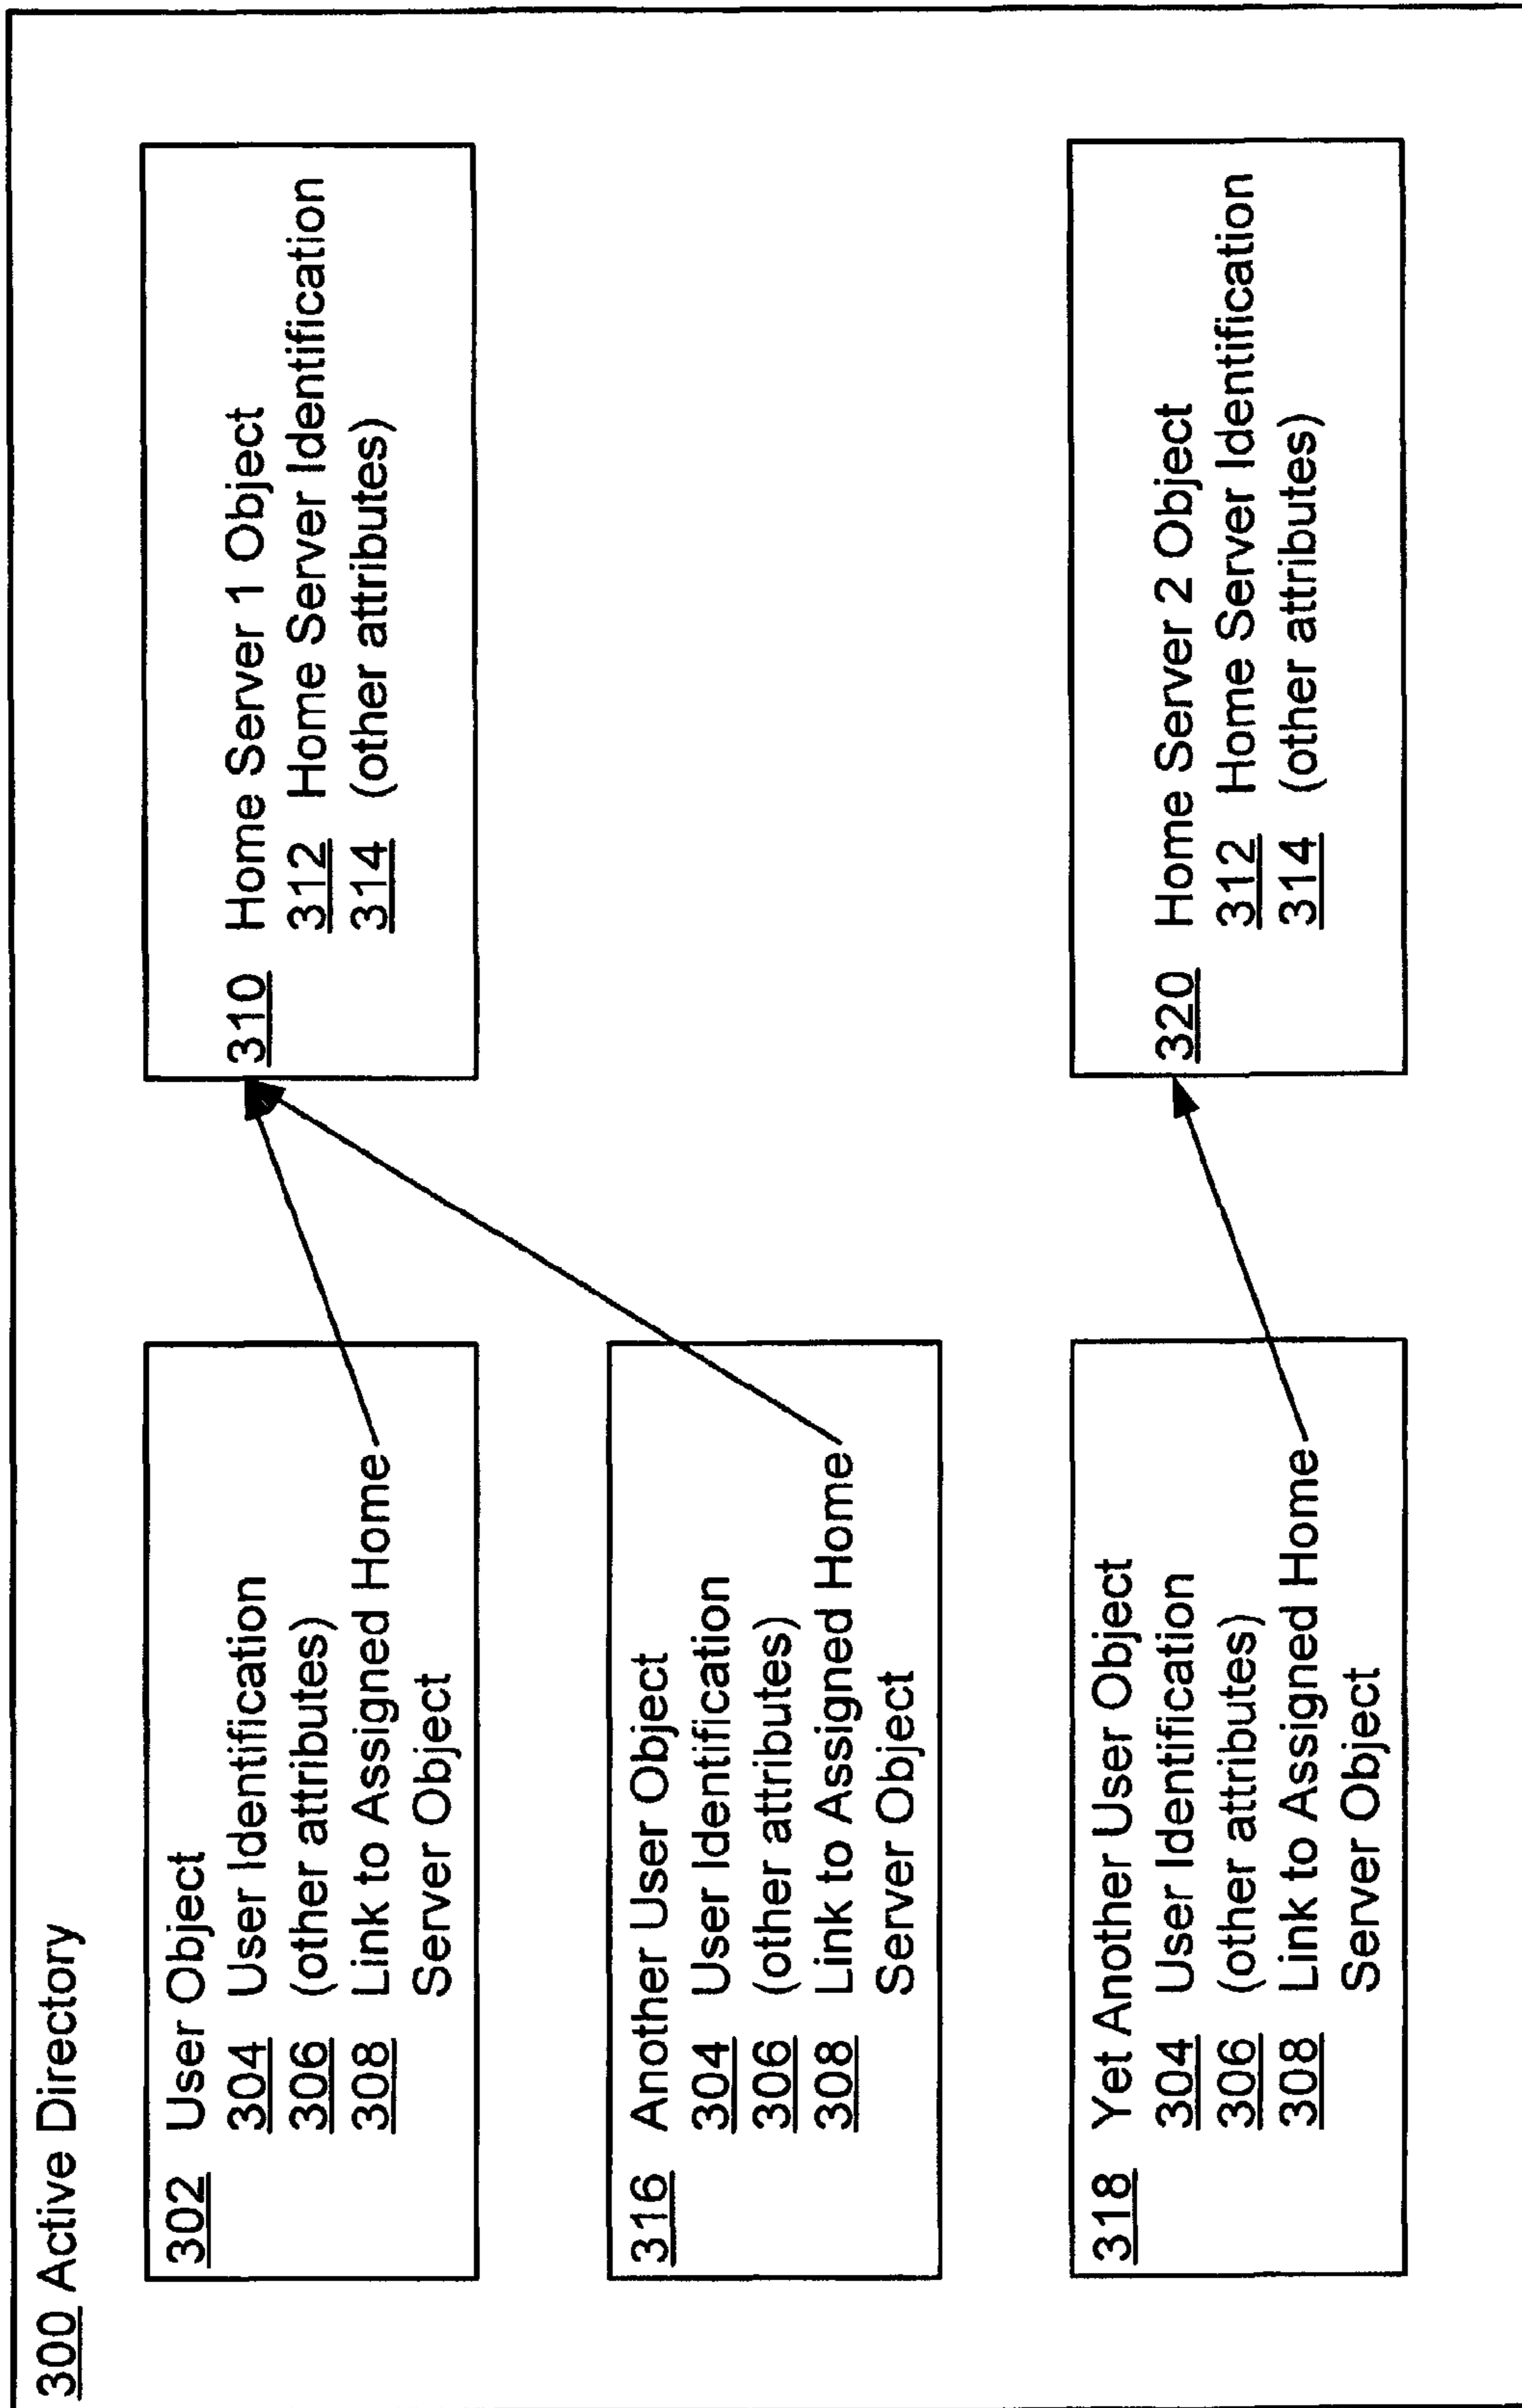 300 Active Directory
302 User Object
304 User Identification
306 (other attributes)
308 Link to Assigned Home
Server Object
310 Home Server 1 Object
312 Home Server Identification
314 (other attributes)
316 Another User Object
304 User Identification
306 (other attributes)
308 Link to Assigned Home
Server Object
318 Yet Another User Object
304 User Identification
306 (other attributes)
308 Link to Assigned Home
Server Object
320 Home Server 2 Object
312 Home Server Identification
314 (other attributes)